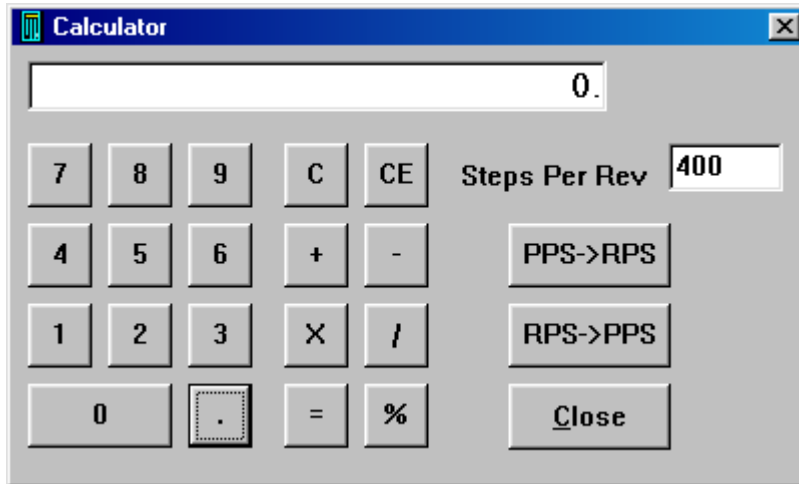 Calculator
0.
7 8 9 C CE Steps Per Rev 400
4 5 6 + - PPS->RPS
1 2 3 X / RPS->PPS
0 . = % Close